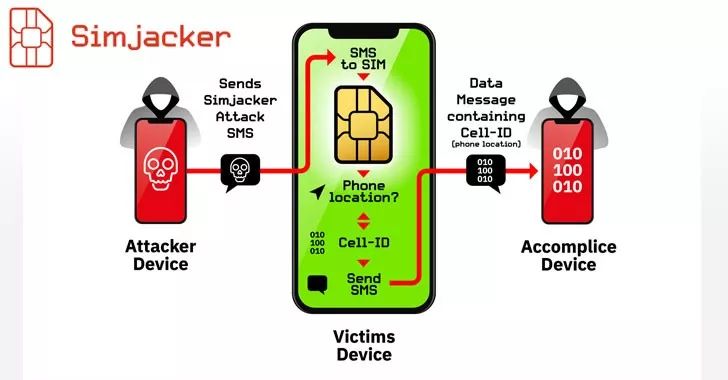 Simjacker
Sends
Simjacker
Attack
SMS
Attacker
Device
SMS
to SIM
Phone
location?
010
100
010
Cell-ID
Send
SMS
Victims
Device
Data
Message
containing
Cell-ID
(phone location)
010
100
010
010
100
010
Accomplice
Device